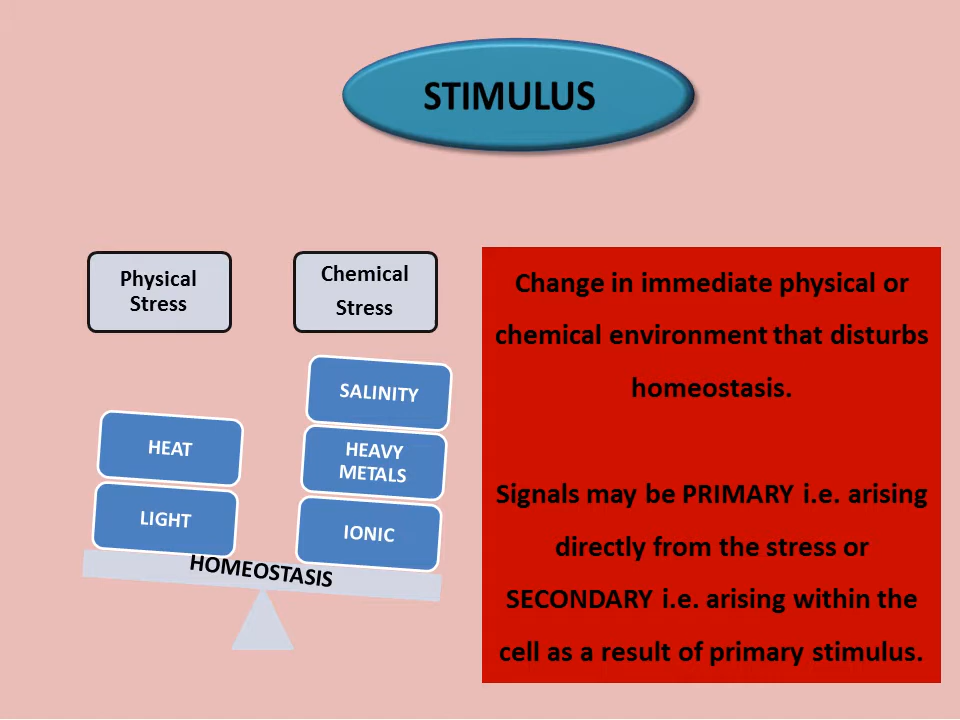 STIMULUS
Physical
Stress
Chemical
Stress
SALINITY
HEAVY
METALS
IONIC
HEAT
LIGHT
HOMEOSTASIS
Change in immediate physical or
chemical environment that disturbs
homeostasis.
Signals may be PRIMARY i.e. arising
directly from the stress or
SECONDARY i.e. arising within the
cell as a result of primary stimulus.